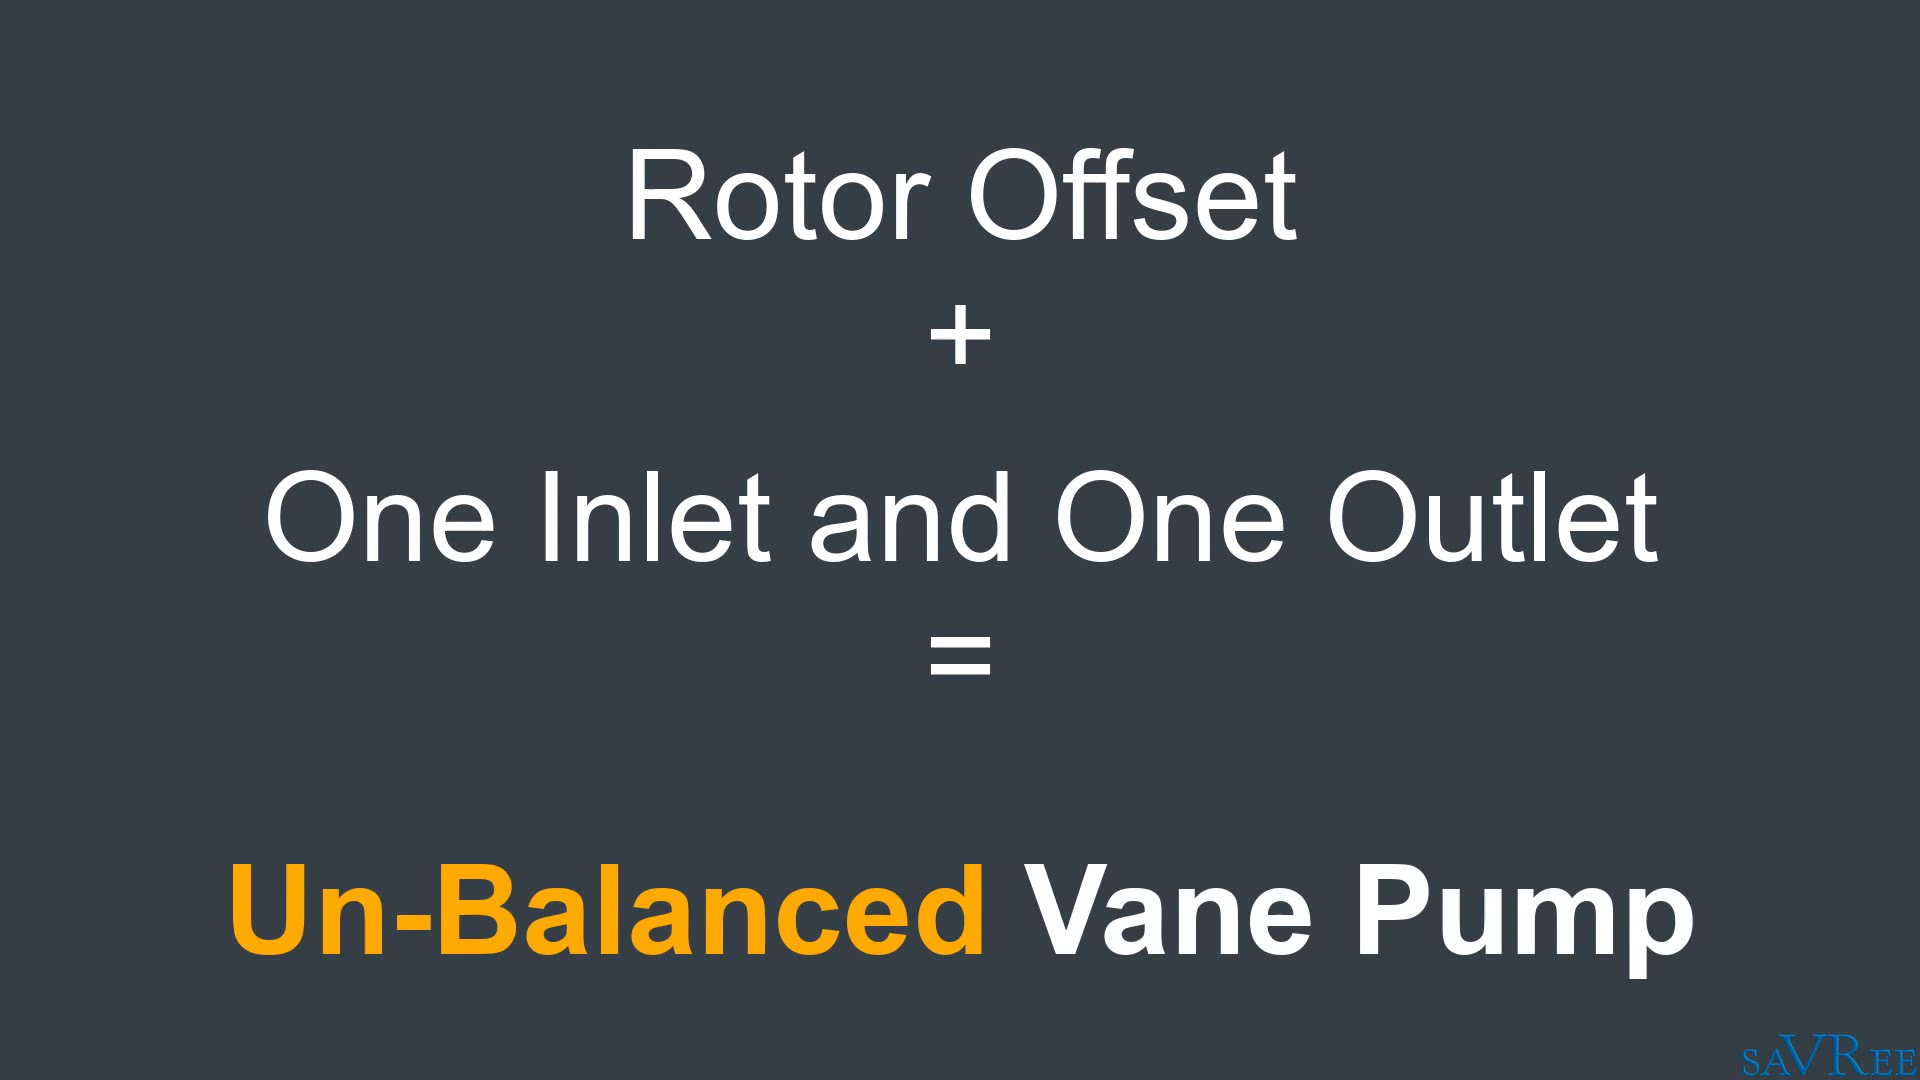 Rotor Offset
+
One Inlet and One Outlet
=
Un-Balanced Vane Pump
saVRee